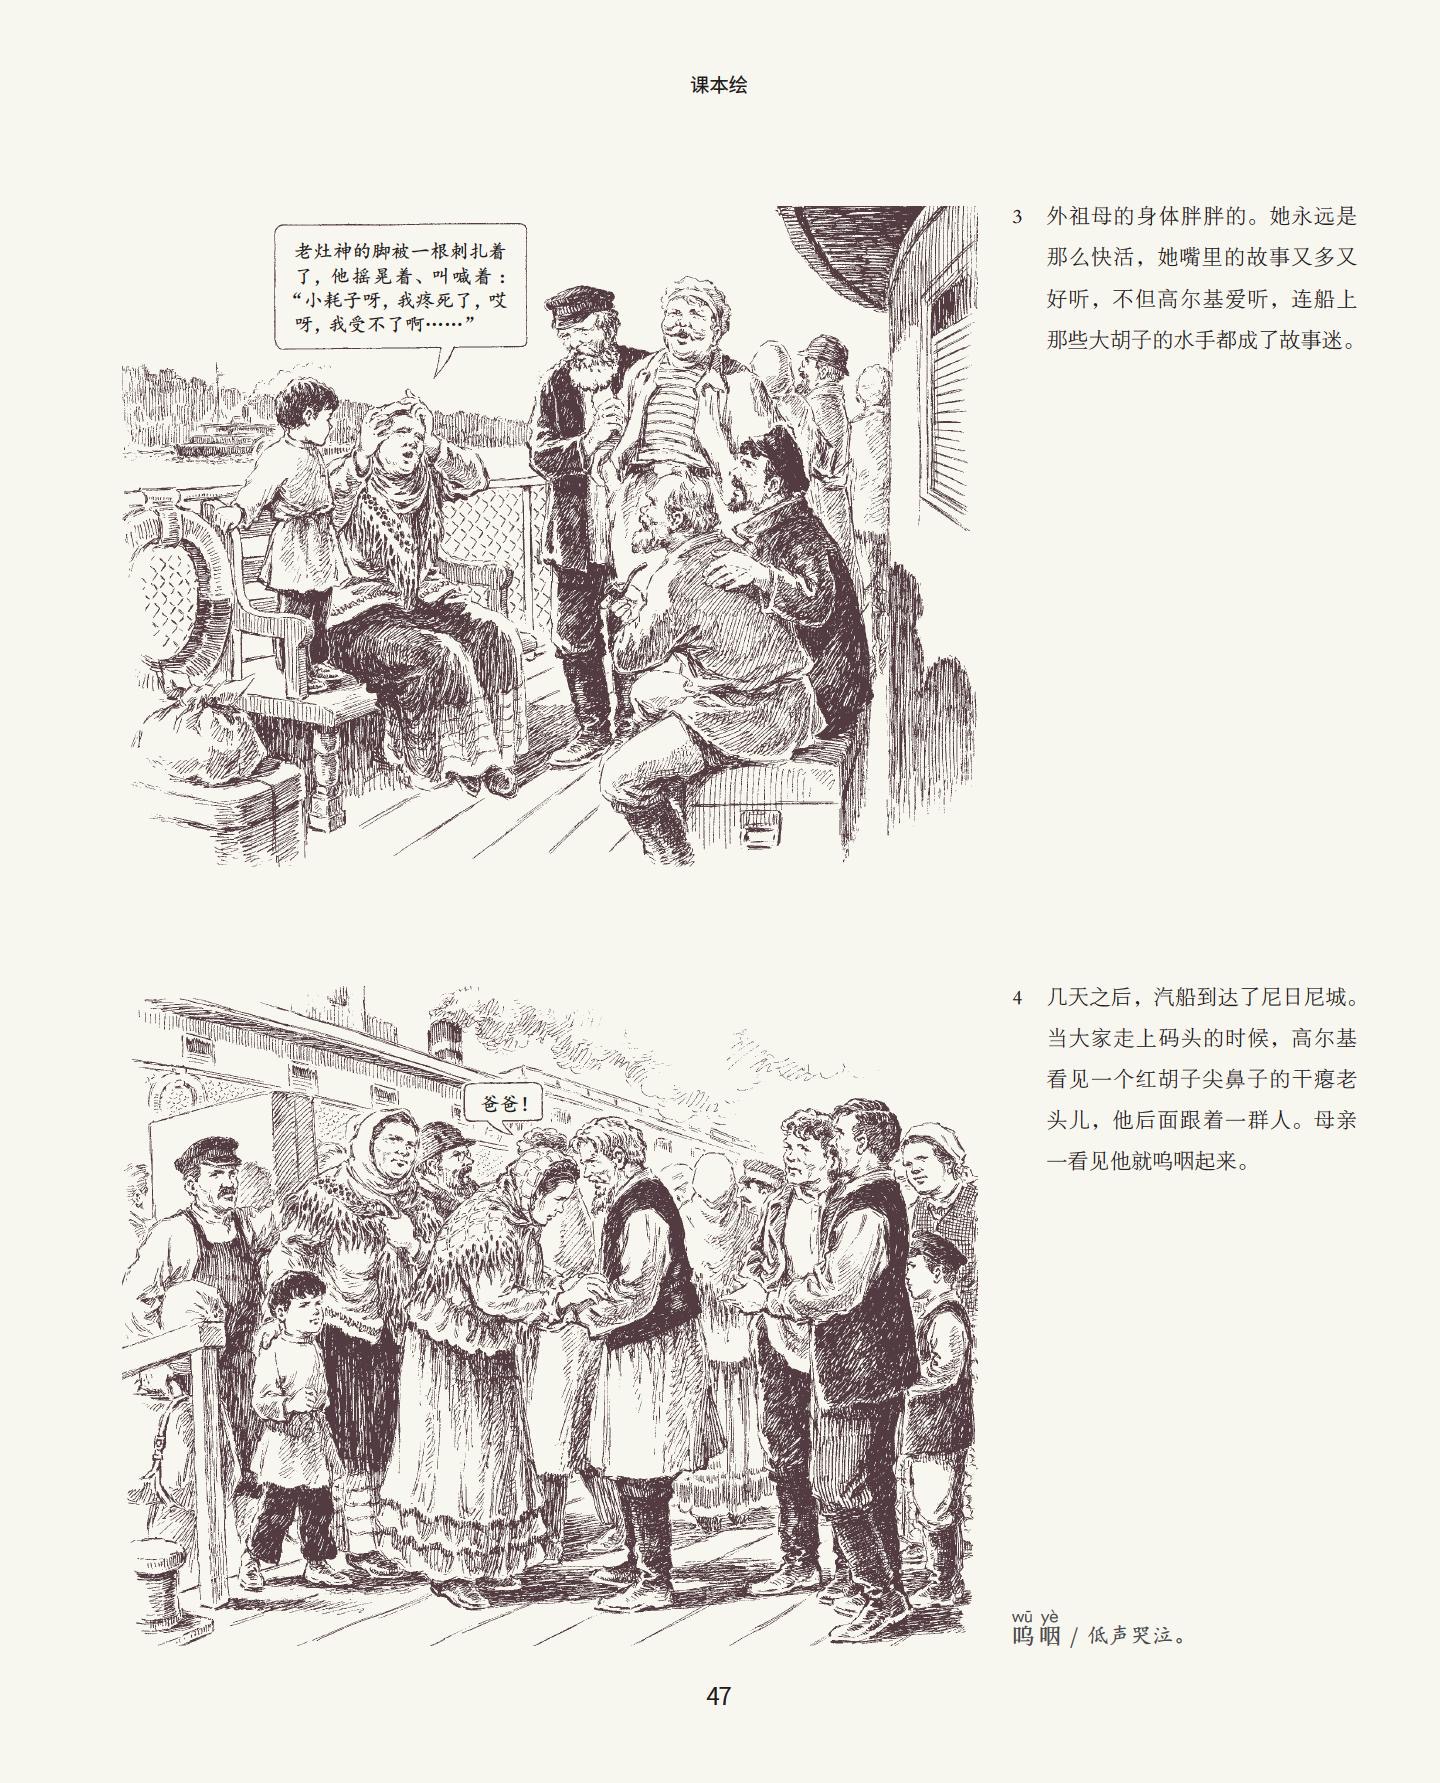 课本绘
老灶神的脚被一根刺扎着
了，他摇晃着、叫喊着：
“小耗子呀，我疼死了，哎
呀，我受不了啊……”
3 外祖母的身体胖胖的。她永远是
那么快活，她嘴里的故事又多又
好听，不但高尔基爱听，连船上
那些大胡子的水手都成了故事迷。
爸爸！
4 几天之后，汽船到达了尼日尼城。
当大家走上码头的时候，高尔基
看见一个红胡子尖鼻子的干瘪老
头儿，他后面跟着一群人。母亲
一看见他就呜咽起来。
wū yè
呜咽 / 低声哭泣。
47